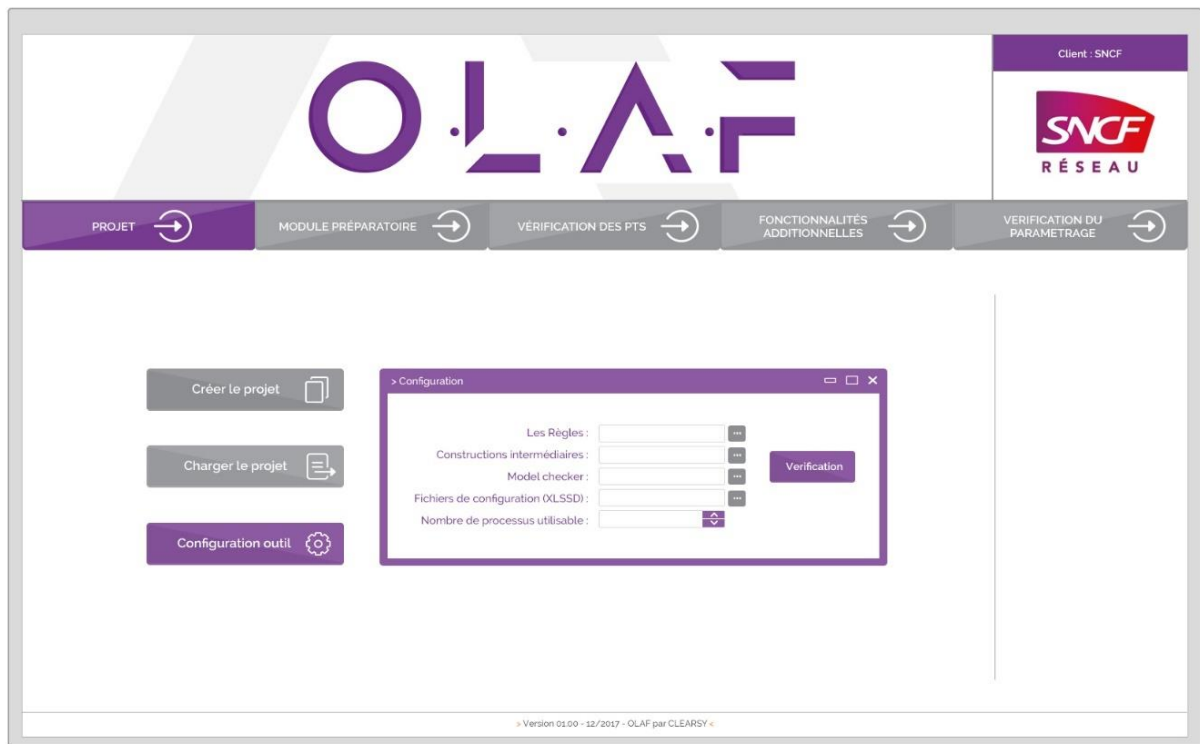 O.L.A.F
Client : SNCF
SNCF
RÉSEAU
PROJET
MODULE PRÉPARATOIRE
VÉRIFICATION DES PTS
FONCTIONNALITÉS
ADDITIONNELLES
VERIFICATION DU
PARAMETRAGE
Créer le projet
Charger le projet
Configuration outil
> Configuration
Les Règles :
Constructions intermédiaires :
Model checker :
Fichiers de configuration (XLSSD) :
Nombre de processus utilisable :
Verification
> Version 01.00 - 12/2017 - OLAF par CLEARSY <